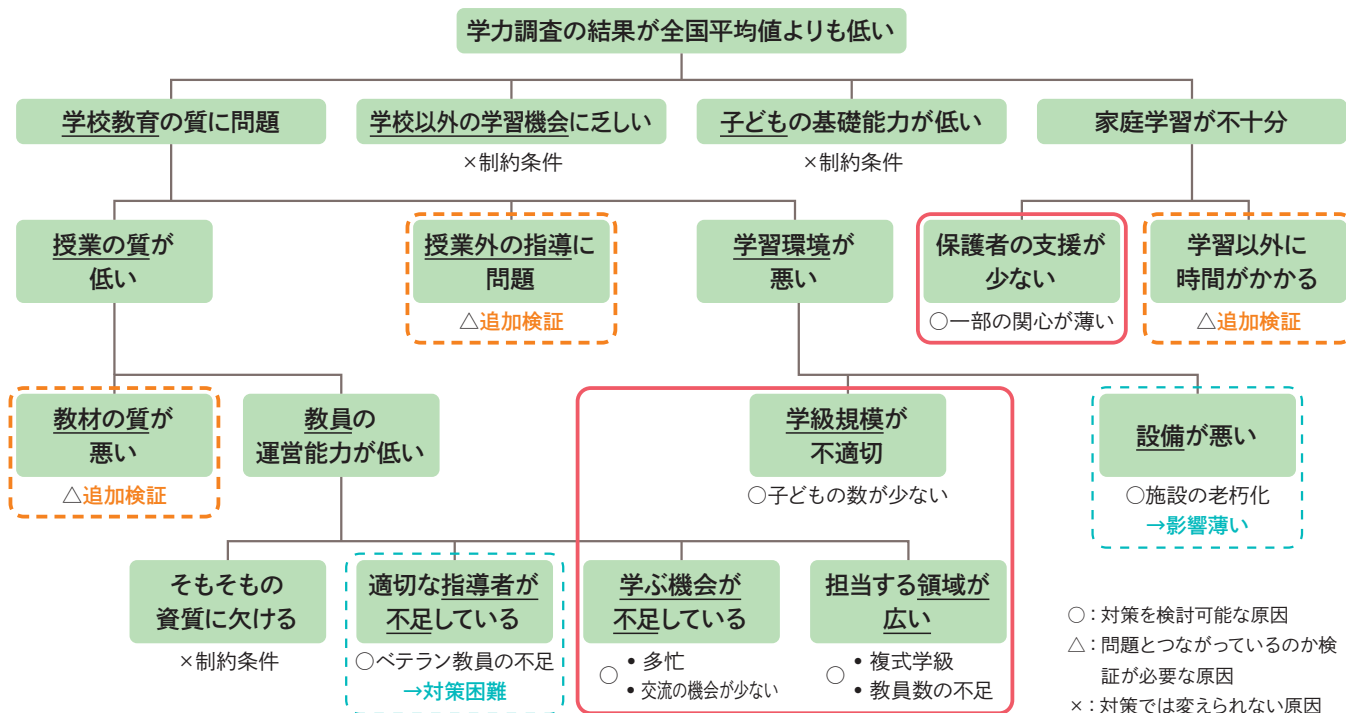 学力調査の結果が全国平均値よりも低い
学校教育の質に問題
学校以外の学習機会に乏しい
×制約条件
子どもの基礎能力が低い
×制約条件
家庭学習が不十分
授業の質が
低い
授業外の指導に
問題
△追加検証
学習環境が
悪い
保護者の支援が
少ない
○一部の関心が薄い
学習以外に
時間がかかる
△追加検証
教材の質が
悪い
△追加検証
教員の
運営能力が低い
学級規模が
不適切
○子どもの数が少ない
設備が悪い
○施設の老朽化
→影響薄い
そもそもの
資質に欠ける
×制約条件
適切な指導者が
不足している
○ベテラン教員の不足
→対策困難
学ぶ機会が
不足している
○
• 多忙
• 交流の機会が少ない
担当する領域が
広い
○
• 複式学級
• 教員数の不足
○：対策を検討可能な原因
△：問題とつながっているのか検
証が必要な原因
×：対策では変えられない原因